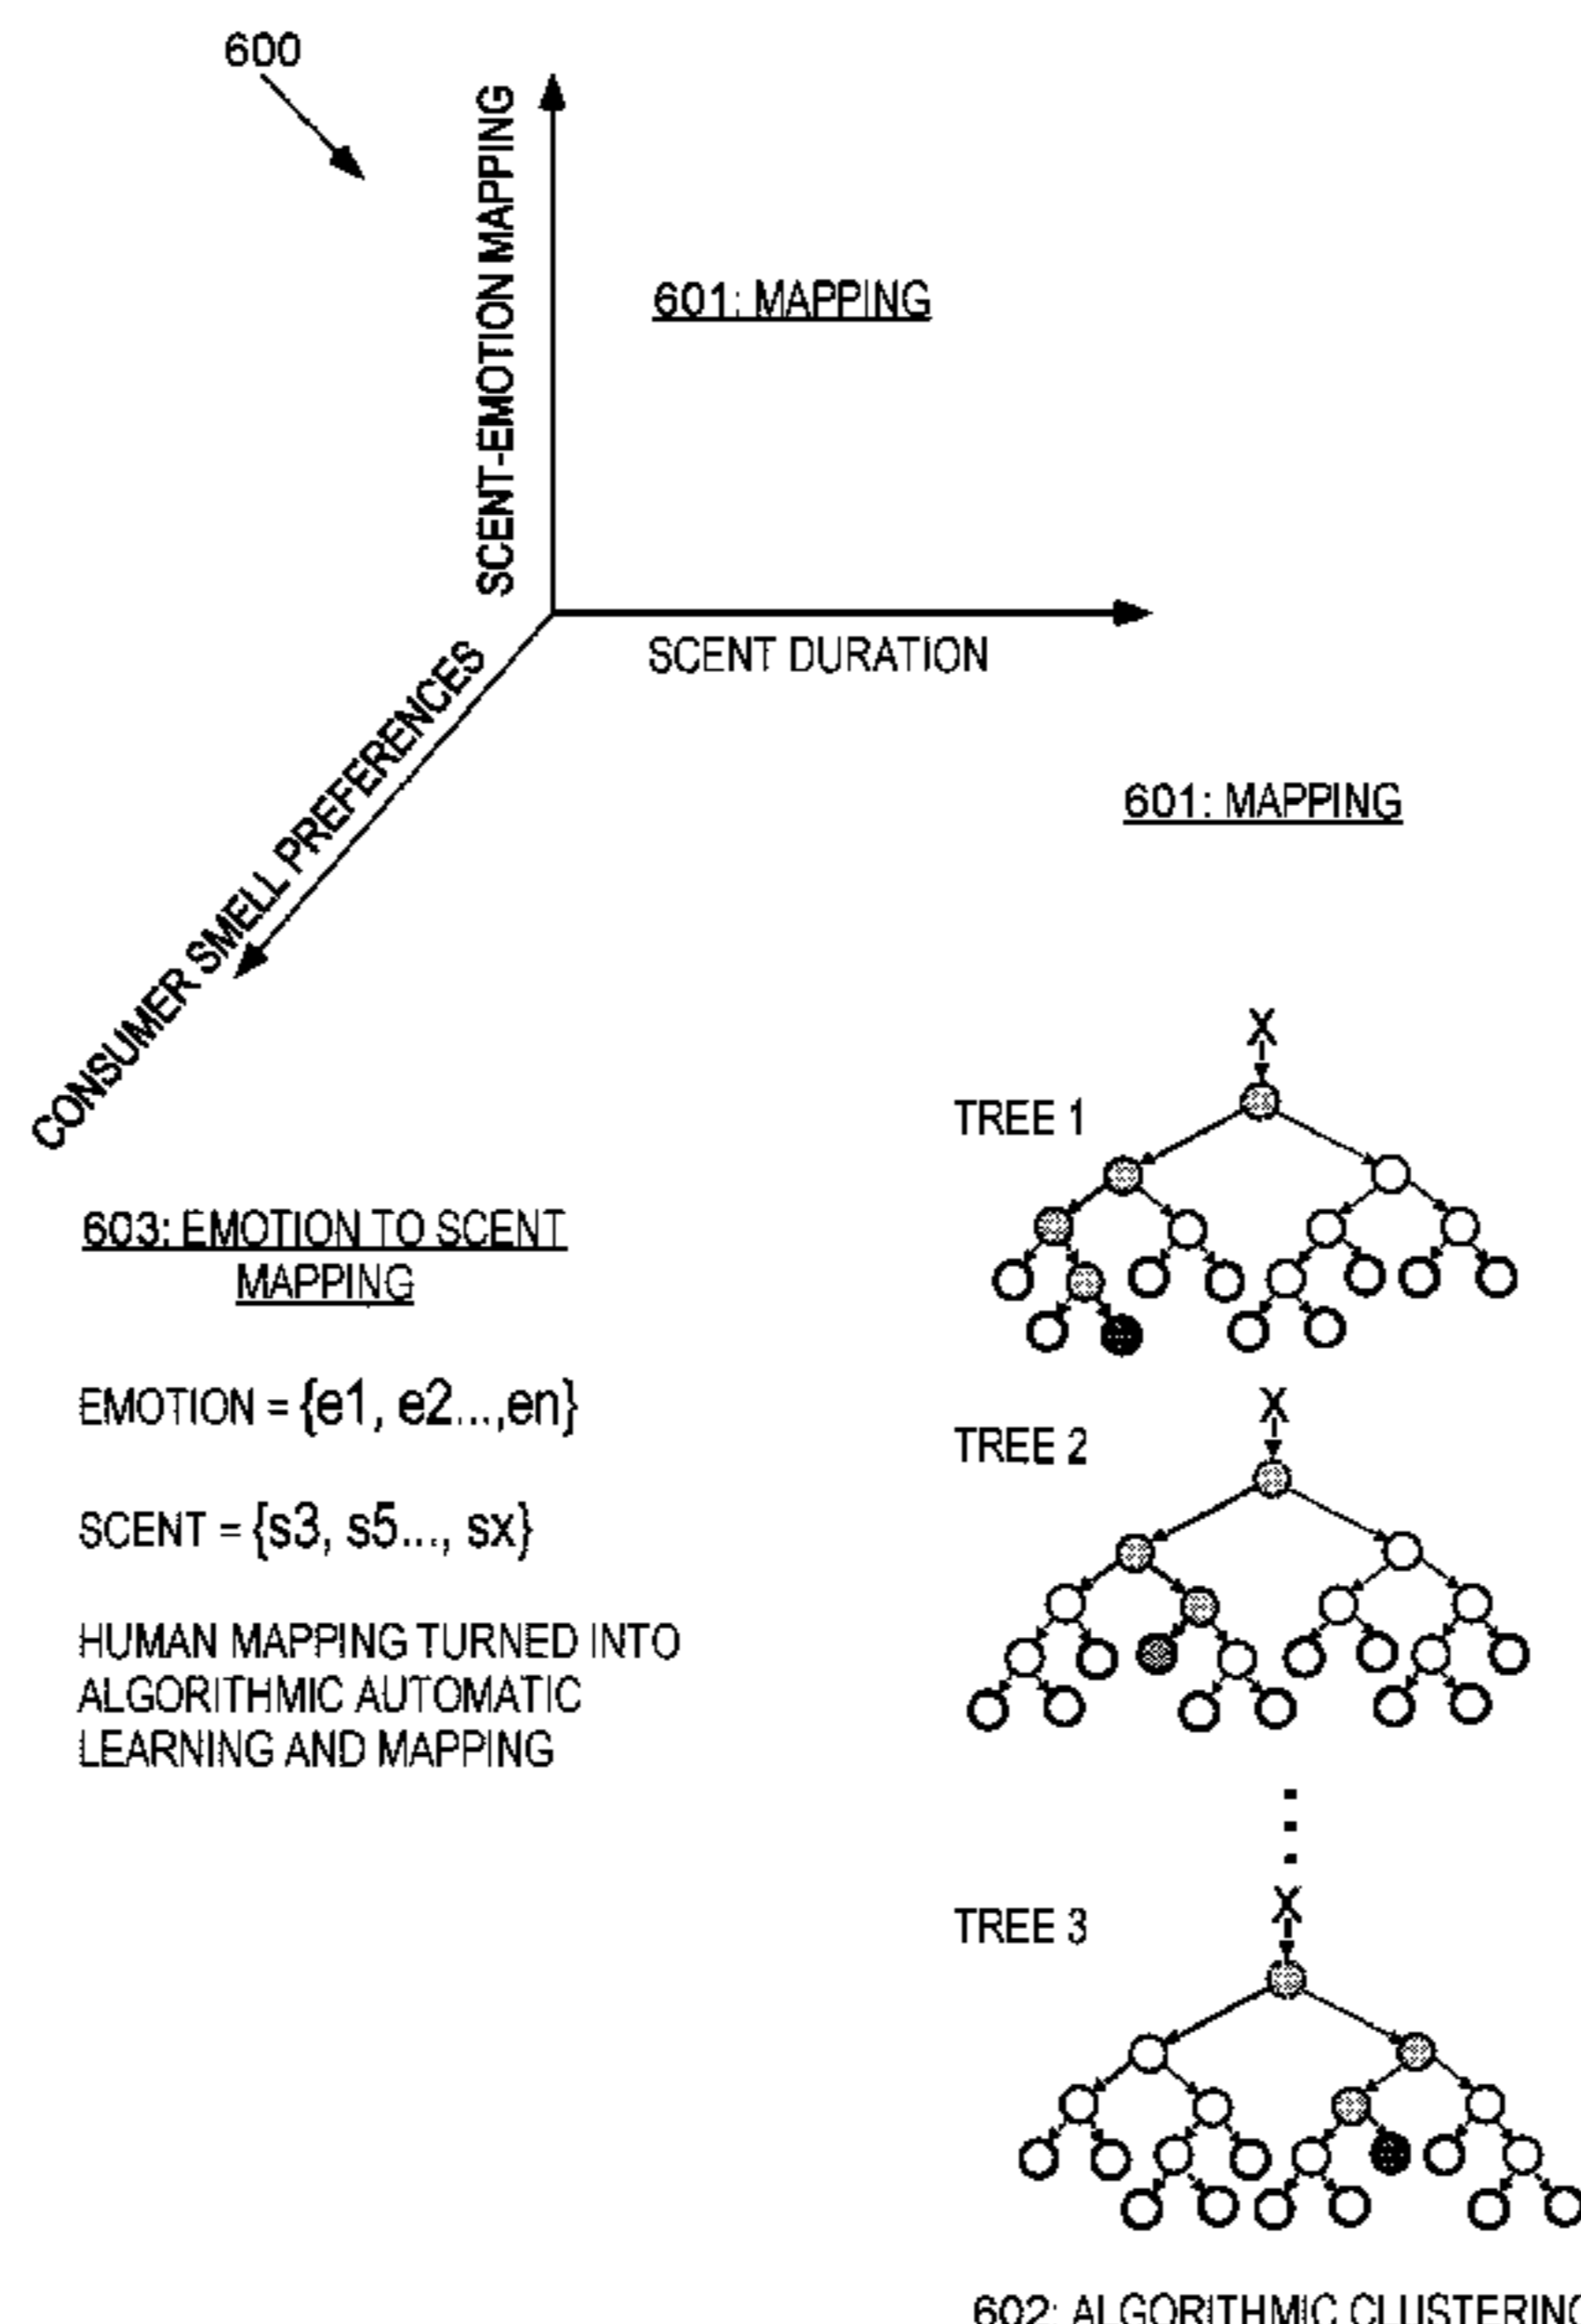 600
SCENT-EMOTION MAPPING
601: MAPPING
SCENT DURATION
CONSUMER SMELL PREFERENCES
601: MAPPING
603: EMOTION TO SCENT
MAPPING
EMOTION = {e1, e2...,en}
SCENT = {s3, s5..., sx}
HUMAN MAPPING TURNED INTO
ALGORITHMIC AUTOMATIC
LEARNING AND MAPPING
X
TREE 1
X
TREE 2
X
TREE 3
602: ALGORITHMIC CLUSTERING